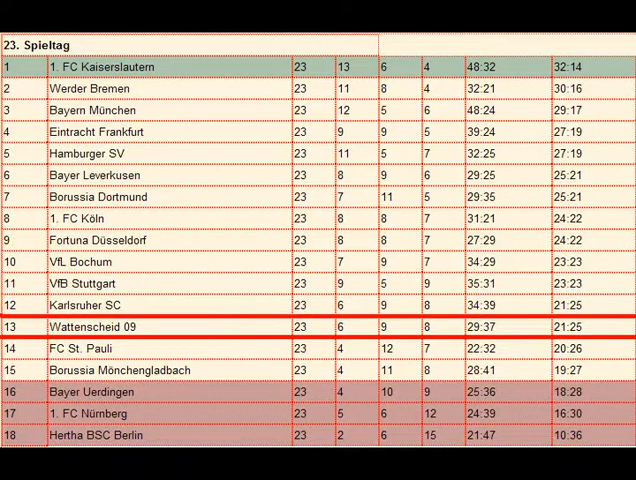 23. Spieltag
1 1. FC Kaiserslautern 23 13 6 4 48:32 32:14
2 Werder Bremen 23 11 8 4 32:21 30:16
3 Bayern München 23 12 5 6 48:24 29:17
4 Eintracht Frankfurt 23 9 9 5 39:24 27:19
5 Hamburger SV 23 11 5 7 32:25 27:19
6 Bayer Leverkusen 23 8 9 6 29:25 25:21
7 Borussia Dortmund 23 7 11 5 29:35 25:21
8 1. FC Köln 23 8 8 7 31:21 24:22
9 Fortuna Düsseldorf 23 8 8 7 27:29 24:22
10 VfL Bochum 23 7 9 7 34:29 23:23
11 VfB Stuttgart 23 9 5 9 35:31 23:23
12 Karlsruher SC 23 6 9 8 34:39 21:25
13 Wattenscheid 09 23 6 9 8 29:37 21:25
14 FC St. Pauli 23 4 12 7 22:32 20:26
15 Borussia Mönchengladbach 23 4 11 8 28:41 19:27
16 Bayer Uerdingen 23 4 10 9 25:36 18:28
17 1. FC Nürnberg 23 5 6 12 24:39 16:30
18 Hertha BSC Berlin 23 2 6 15 21:47 10:36